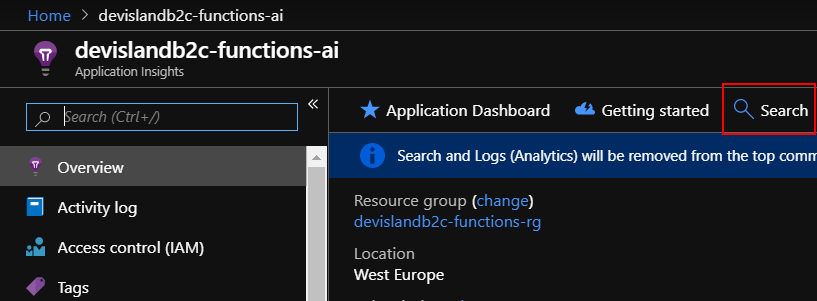 Home > devislandb2c-functions-ai
devislandb2c-functions-ai
Application Insights
Search (Ctrl+/)
«
Overview
Activity log
Access control (IAM)
Tags
Application Dashboard Getting started Search
Search and Logs (Analytics) will be removed from the top comm
Resource group (change)
devislandb2c-functions-rg
Location
West Europe